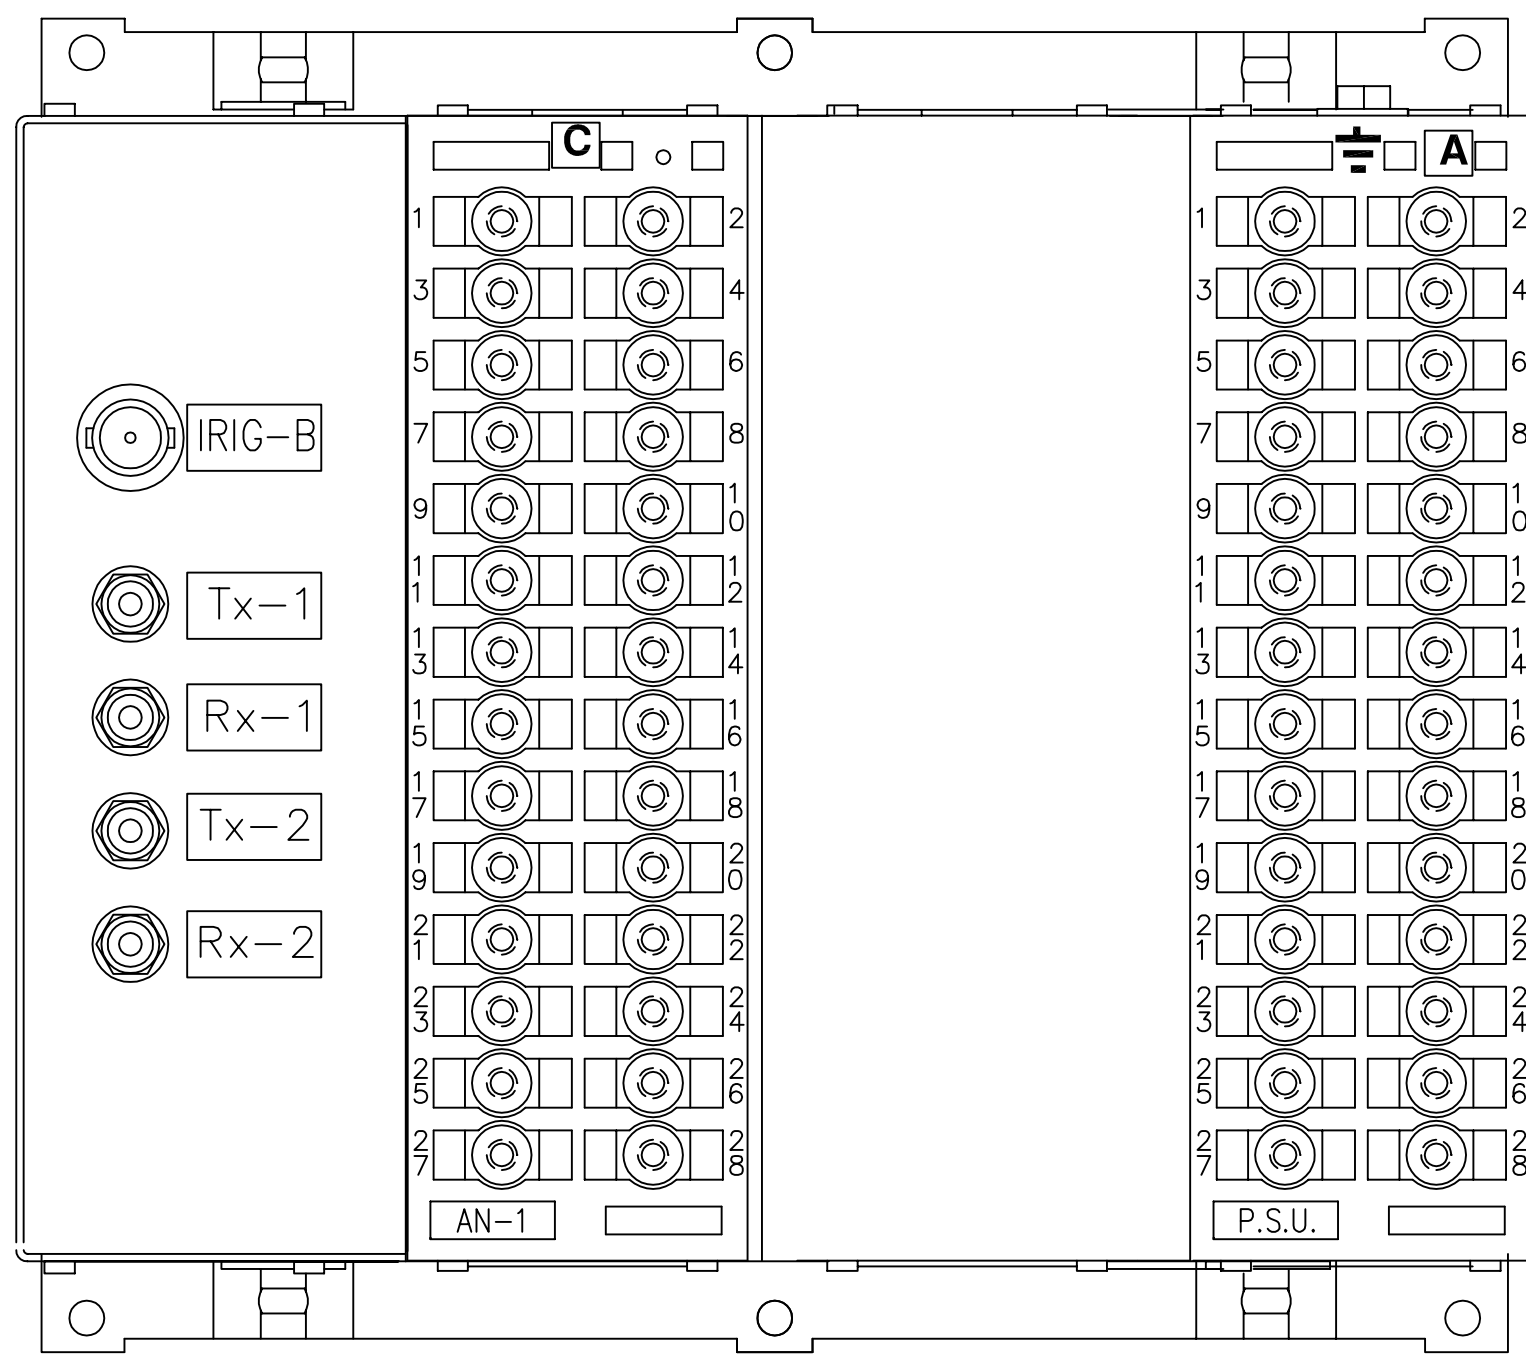 C
A
1 2 1 2
3 4 3 4
5 6 5 6
7 8 7 8
9 10 9 10
11 12 11 12
13 14 13 14
15 16 15 16
17 18 17 18
19 20 19 20
21 22 21 22
23 24 23 24
25 26 25 26
27 28 27 28
IRIG-B
Tx-1
Rx-1
Tx-2
Rx-2
AN-1
P.S.U.